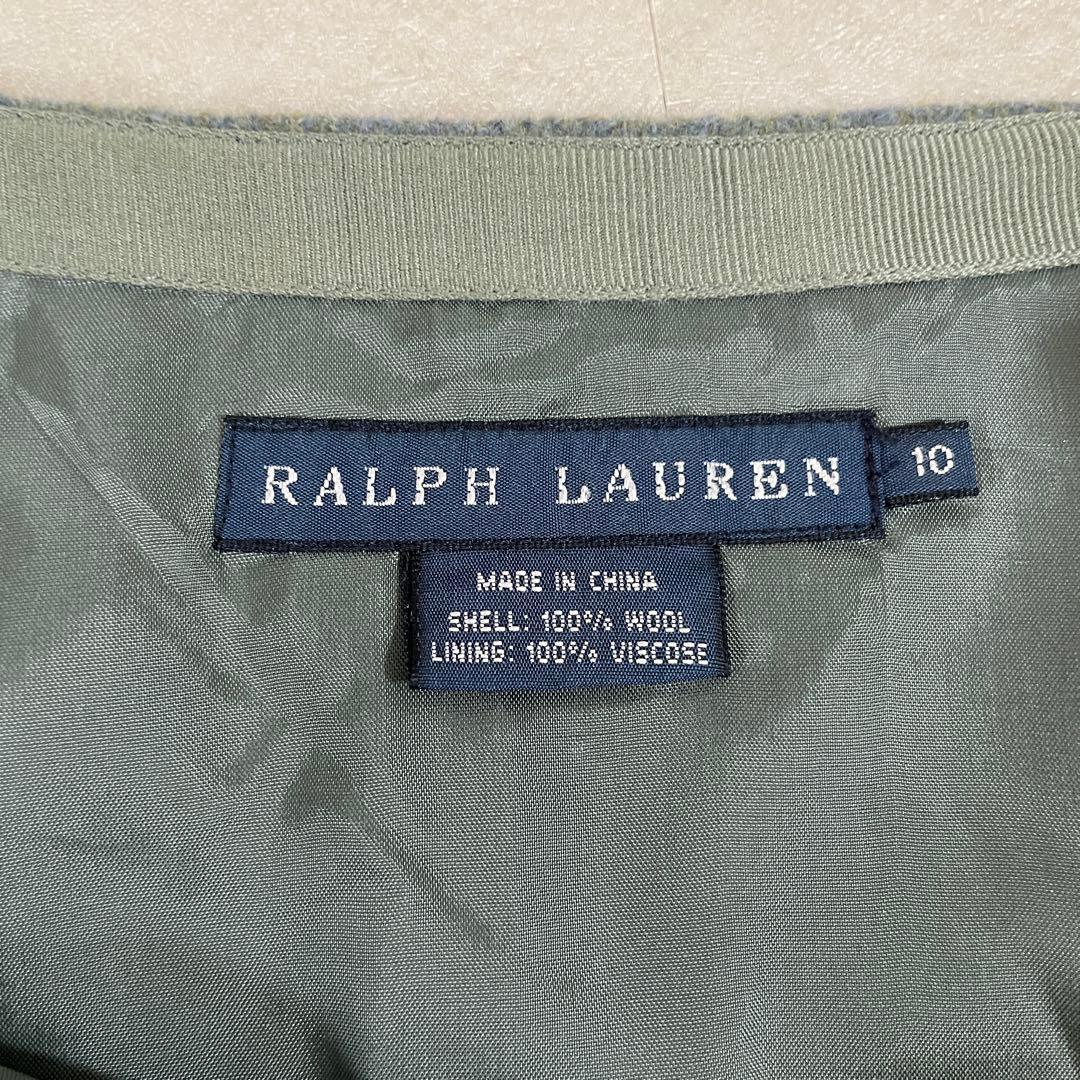 RALPH LAUREN
10
MADE IN CHINA
SHELL: 100% WOOL
LINING: 100% VISCOSE